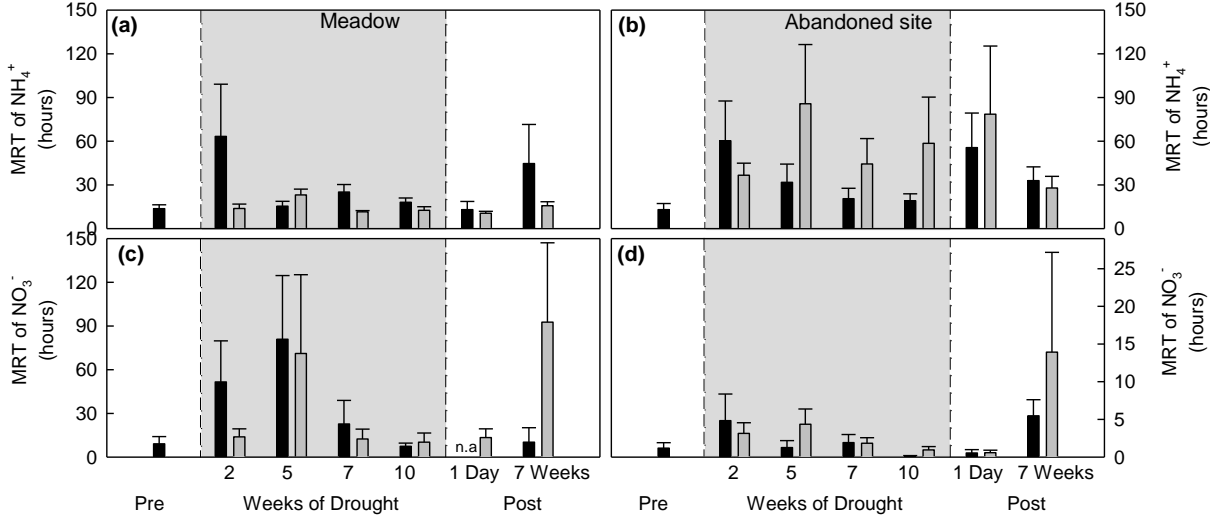 (a) Meadow
(b) Abandoned site
150
120
90
60
30
0
MRT of NH₄⁺
(hours)
150
120
90
60
30
0
MRT of NH₄⁺
(hours)
(c)
(d)
150
120
90
60
30
0
MRT of NO₃⁻
(hours)
n.a
25
20
15
10
5
0
MRT of NO₃⁻
(hours)
2 5 7 10 1 Day 7 Weeks
2 5 7 10 1 Day 7 Weeks
Pre Weeks of Drought Post
Pre Weeks of Drought Post